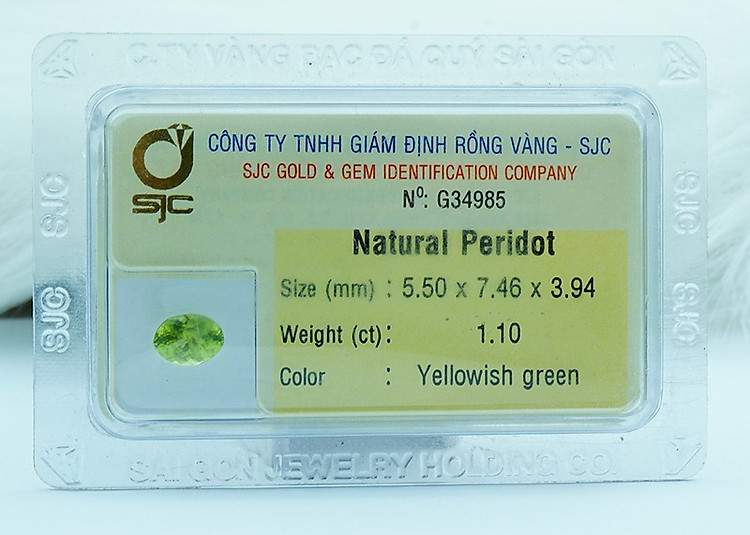 C.TY VÀNG BẠC ĐÁ QUÝ SÀI GÒN
SJC
CÔNG TY TNHH GIÁM ĐỊNH RỒNG VÀNG - SJC
SJC GOLD & GEM IDENTIFICATION COMPANY
Nº: G34985
Natural Peridot
Size (mm) : 5.50 x 7.46 x 3.94
Weight (ct): 1.10
Color : Yellowish green
SJC
SJC
SJC
SJC
SAI GON JEWELRY HOLDING CO.